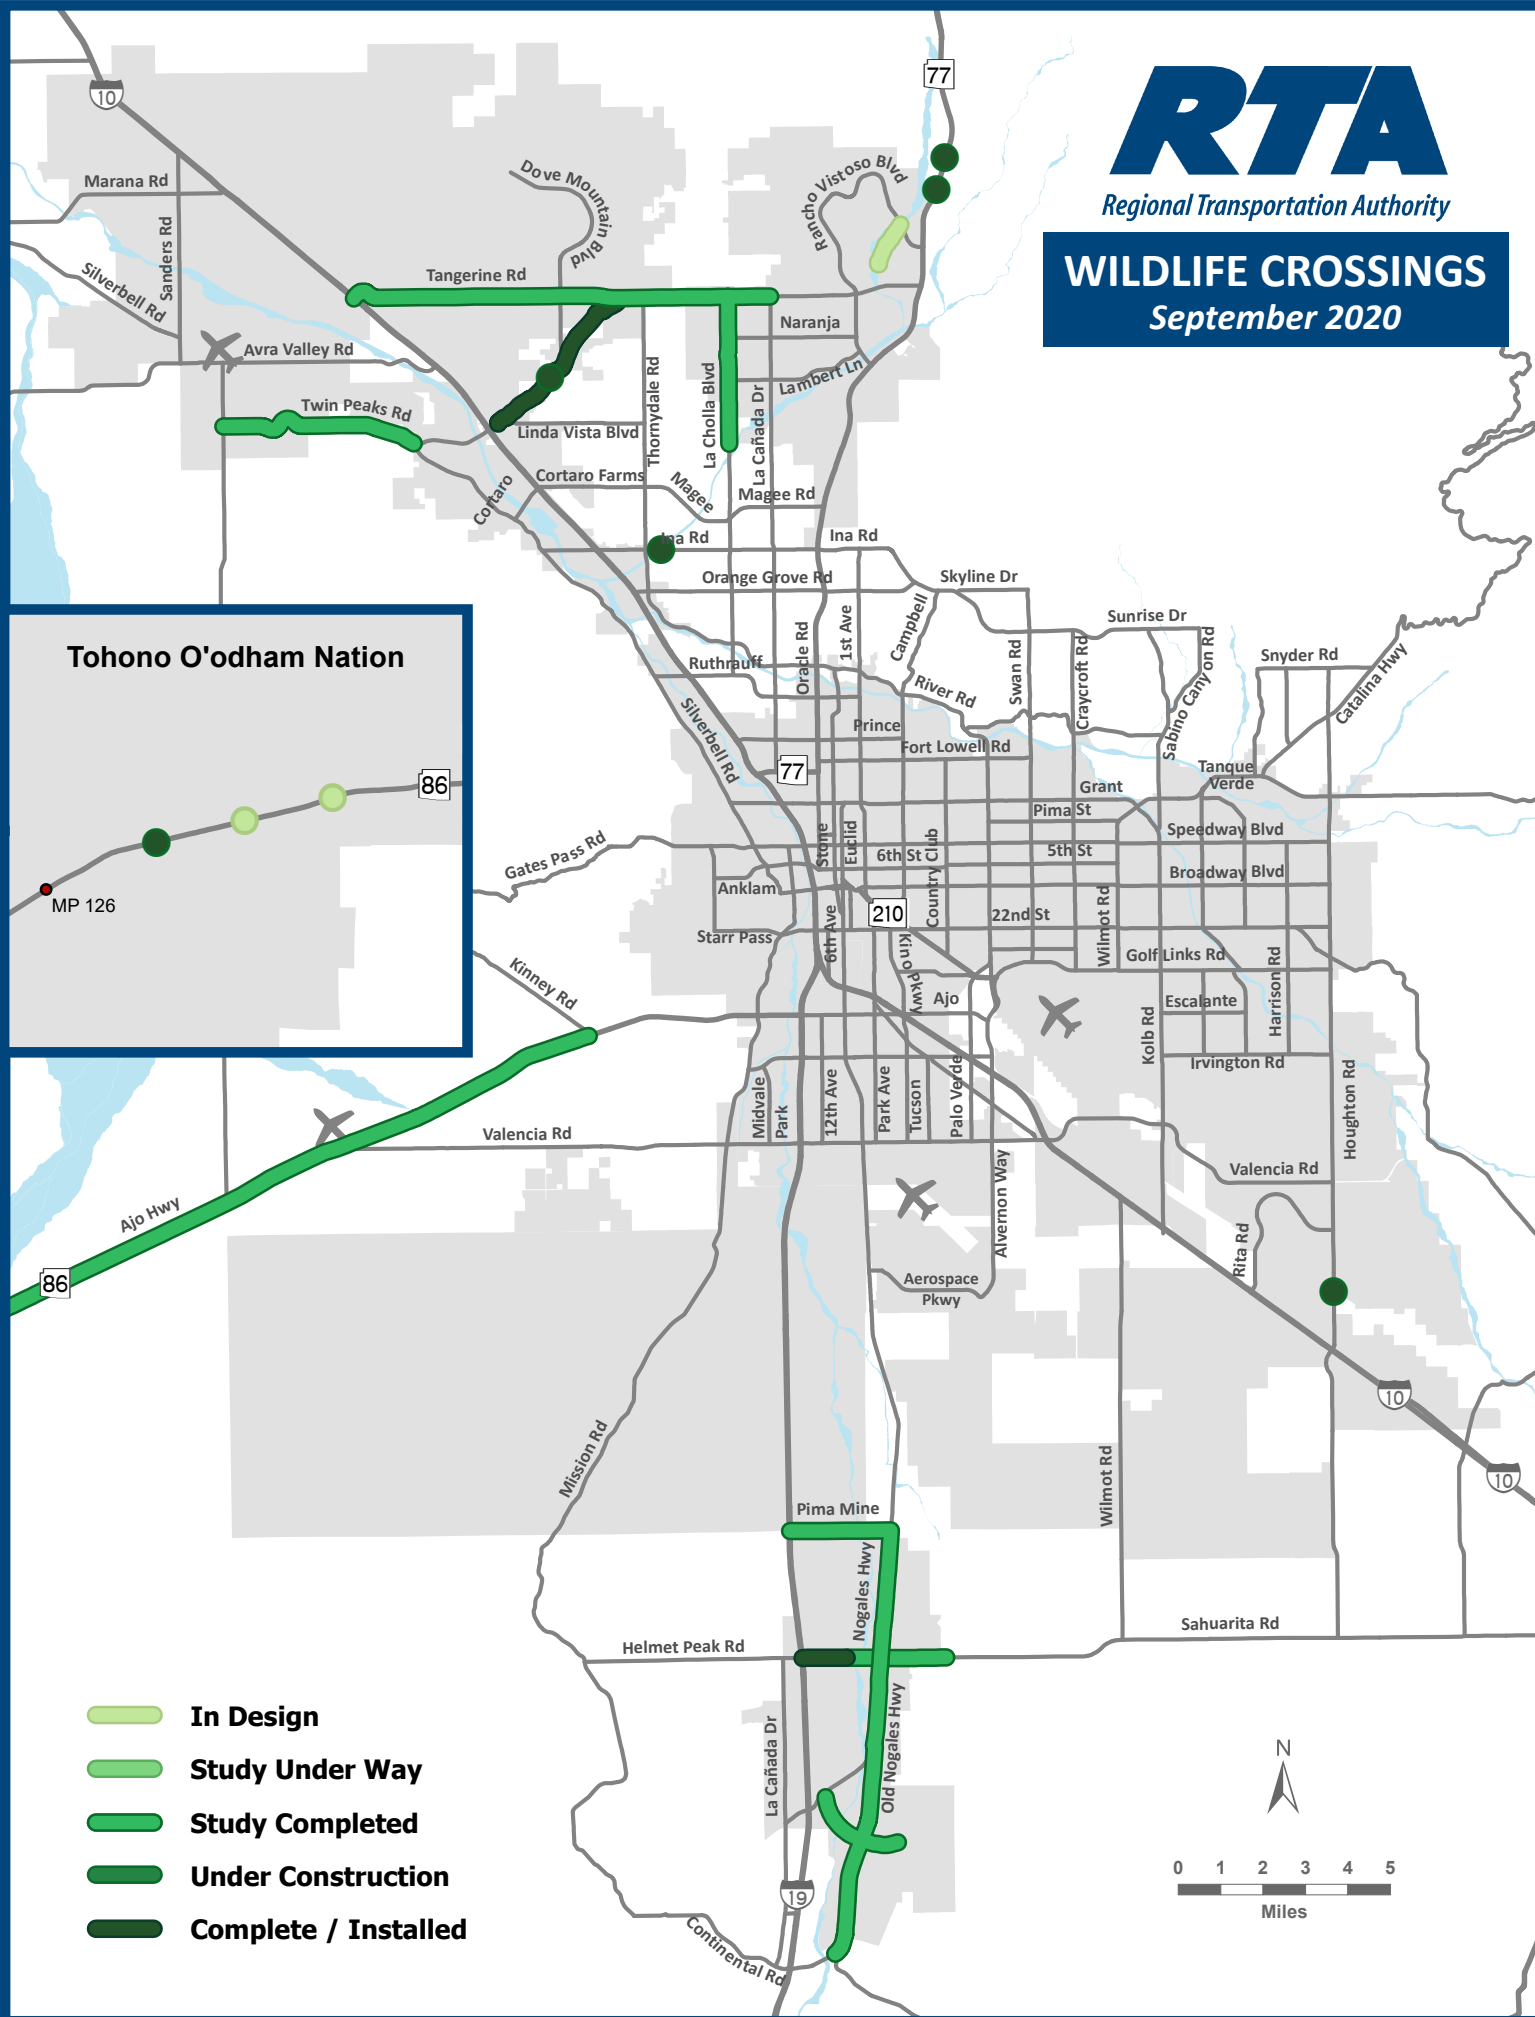 77
10
RTA
Regional Transportation Authority
WILDLIFE CROSSINGS
September 2020
Marana Rd
Sanders Rd
Silverbell Rd
Dove Mountain Blvd
Rancho Vistoso Blvd
Tangerine Rd
Naranja
Avra Valley Rd
Lambert Ln
Twin Peaks Rd
Thornydale Rd
La Cholla Blvd
La Cañada Dr
Linda Vista Blvd
Cortaro Farms
Cortaro
Magee
Magee Rd
Ina Rd
Ina Rd
Orange Grove Rd
Skyline Dr
Sunrise Dr
Campbell
1st Ave
Oracle Rd
Swan Rd
Craycroft Rd
Sabino Canyon Rd
Snyder Rd
Catalina Hwy
Ruthrauff
River Rd
Silverbell Rd
Prince
Fort Lowell Rd
77
Tanque
Verde
Grant
Pima St
Speedway Blvd
Stone
Euclid
6th St
Country Club
5th St
Broadway Blvd
Gates Pass Rd
Anklam
210
22nd St
Wilmot Rd
Starr Pass
6th Ave
Kino Pkwy
Golf Links Rd
Harrison Rd
Kinney Rd
Ajo
Escalante
Kolb Rd
Irvington Rd
Houghton Rd
Midvale
Park
12th Ave
Park Ave
Tucson
Palo Verde
Valencia Rd
Valencia Rd
Alvernon Way
Rita Rd
Ajo Hwy
86
Aerospace
Pkwy
10
10
Mission Rd
Wilmot Rd
Pima Mine
Nogales Hwy
Sahuarita Rd
Helmet Peak Rd
La Cañada Dr
Old Nogales Hwy
19
Continental Rd
Tohono O'odham Nation
86
MP 126
In Design
Study Under Way
Study Completed
Under Construction
Complete / Installed
N
0 1 2 3 4 5
Miles